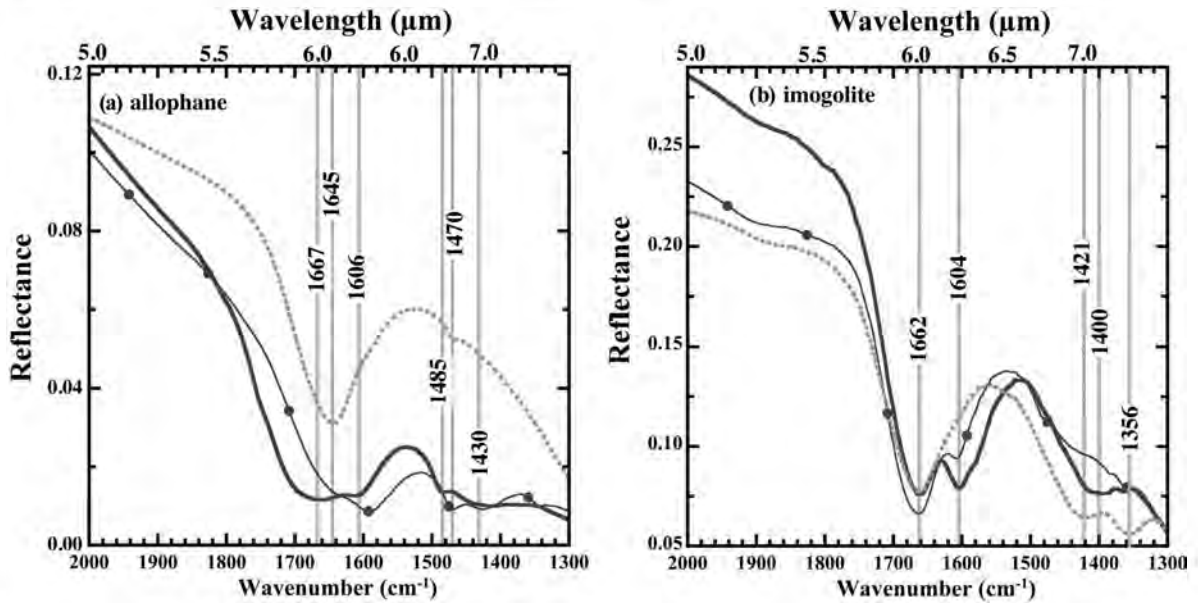 Wavelength (µm)
5.0 5.5 6.0 6.0 7.0
0.12
(a) allophane
0.08
0.04
0.00
Reflectance
1667
1645
1606
1485
1470
1430
2000 1900 1800 1700 1600 1500 1400 1300
Wavenumber (cm-1)
Wavelength (µm)
5.0 5.5 6.0 6.5 7.0
(b) imogolite
0.25
0.20
0.15
0.10
0.05
Reflectance
1662
1604
1421
1400
1356
2000 1900 1800 1700 1600 1500 1400 1300
Wavenumber (cm-1)